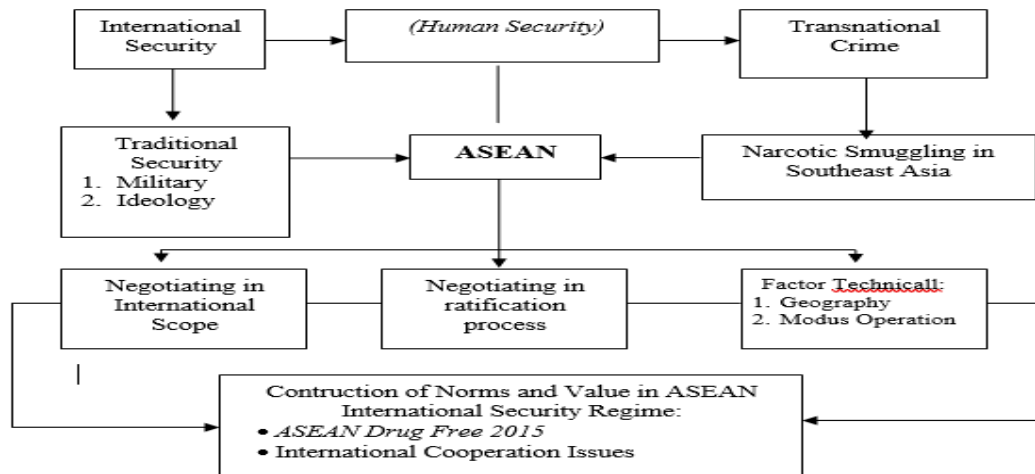 International
Security
(Human Security)
Transnational
Crime
Traditional
Security
1. Military
2. Ideology
ASEAN
Narcotic Smuggling in
Southeast Asia
Negotiating in
International
Scope
Negotiating in
ratification
process
Factor Technicall:
1. Geography
2. Modus Operation
Contruction of Norms and Value in ASEAN
International Security Regime:
• ASEAN Drug Free 2015
• International Cooperation Issues